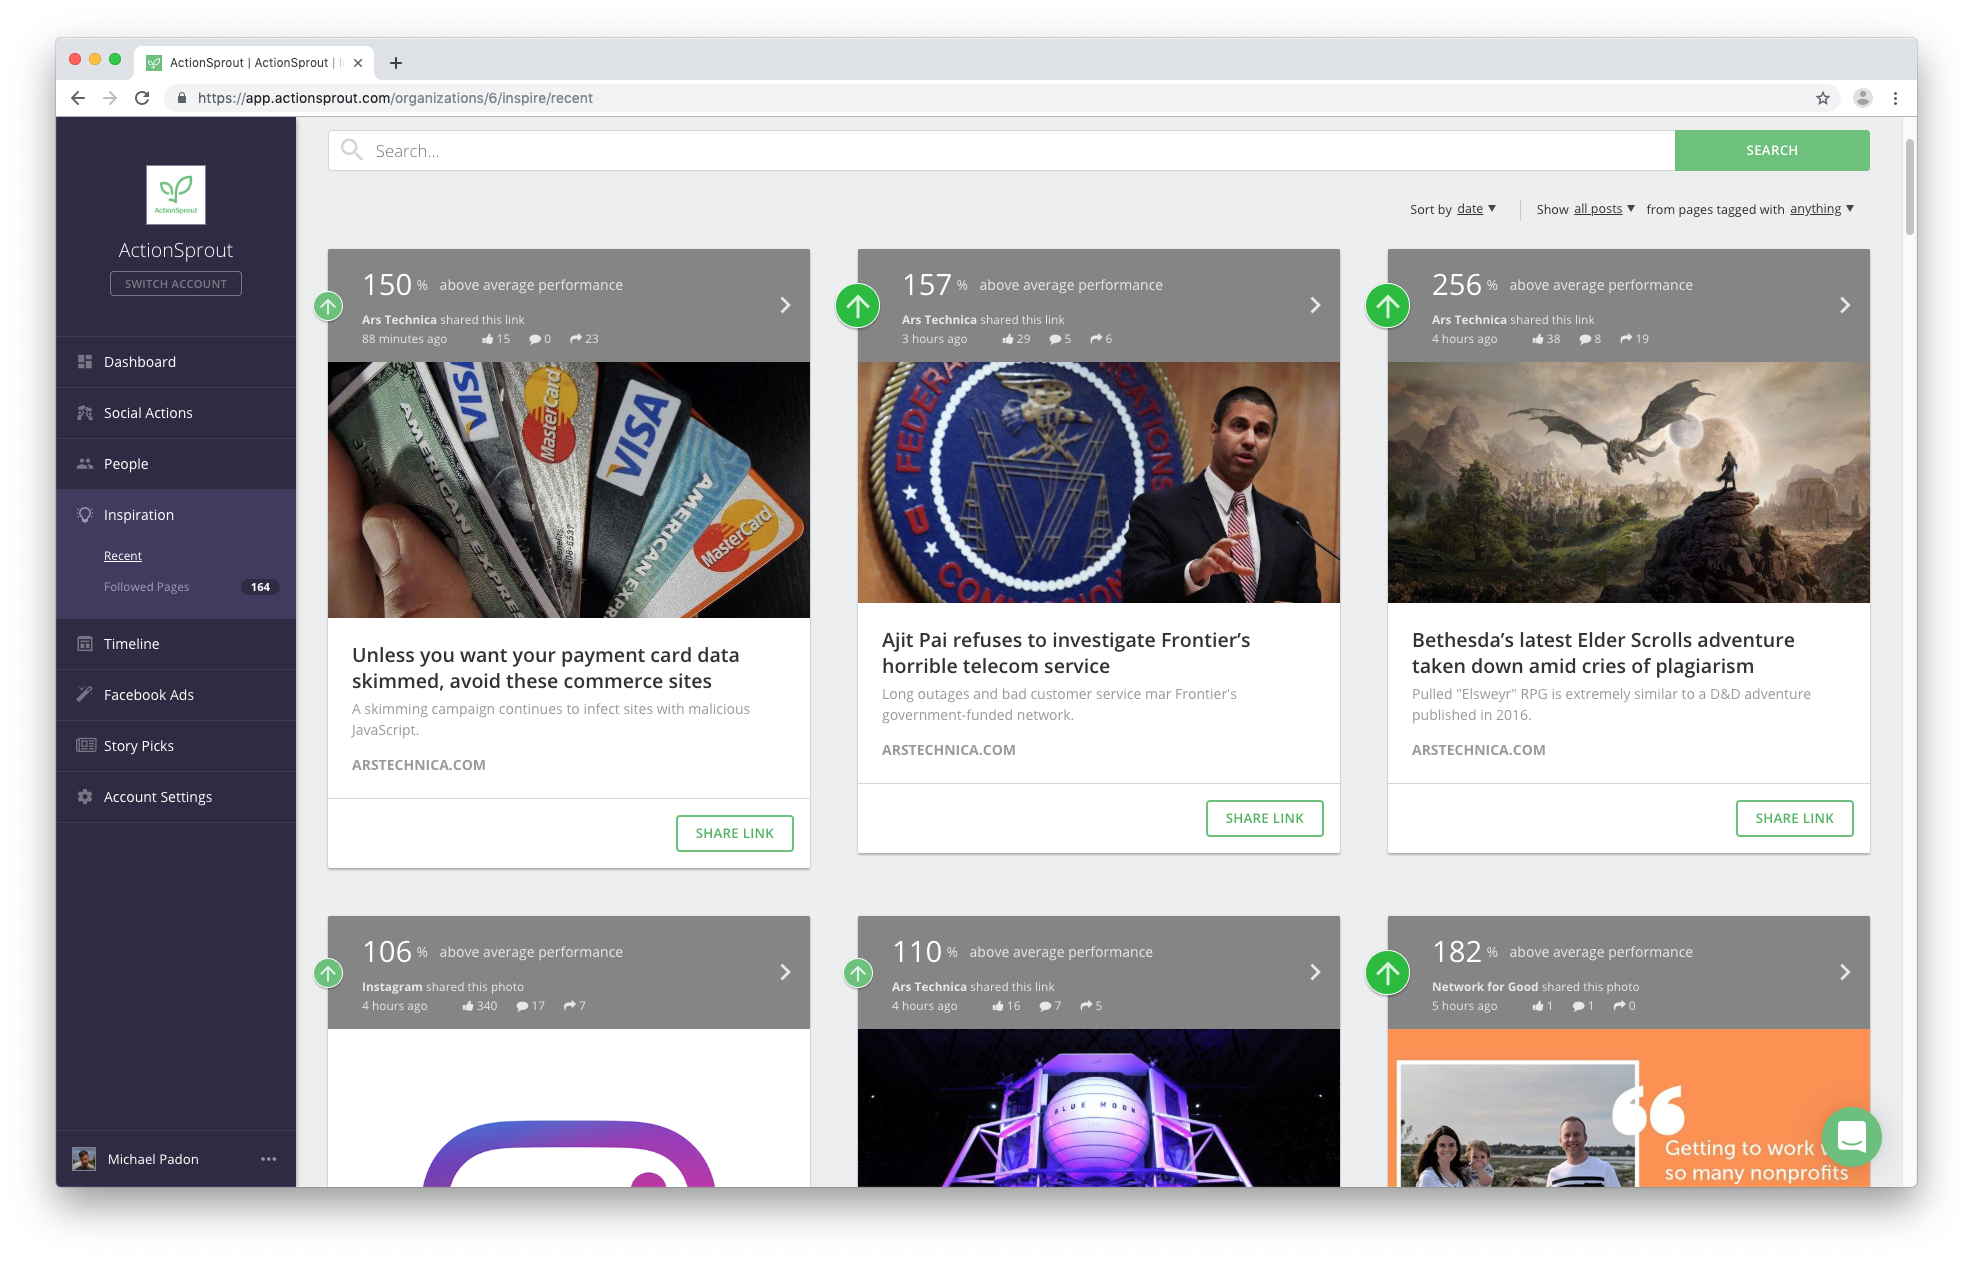 ActionSprout | ActionSprout |
https://app.actionsprout.com/organizations/6/inspire/recent
ActionSprout
ActionSprout
SWITCH ACCOUNT
Dashboard
Social Actions
People
Inspiration
Recent
Followed Pages 164
Timeline
Facebook Ads
Story Picks
Account Settings
Michael Padon
Search...
SEARCH
Sort by date Show all posts from pages tagged with anything
150 % above average performance
Ars Technica shared this link
88 minutes ago 15 0 23
AMERICAN EXPRESS
VISA
MasterCard
VISA
AMERICAN EXPR
MasterCard
Unless you want your payment card data
skimmed, avoid these commerce sites
A skimming campaign continues to infect sites with malicious
JavaScript.
ARSTECHNICA.COM
SHARE LINK
157 % above average performance
Ars Technica shared this link
3 hours ago 29 5 6
Ajit Pai refuses to investigate Frontier’s
horrible telecom service
Long outages and bad customer service mar Frontier's
government-funded network.
ARSTECHNICA.COM
SHARE LINK
256 % above average performance
Ars Technica shared this link
4 hours ago 38 8 19
Bethesda’s latest Elder Scrolls adventure
taken down amid cries of plagiarism
Pulled "Elsweyr" RPG is extremely similar to a D&D adventure
published in 2016.
ARSTECHNICA.COM
SHARE LINK
106 % above average performance
Instagram shared this photo
4 hours ago 340 17 7
110 % above average performance
Ars Technica shared this link
4 hours ago 16 7 5
BLUE MOON
182 % above average performance
Network for Good shared this photo
5 hours ago 1 1 0
Getting to work
so many nonprofits